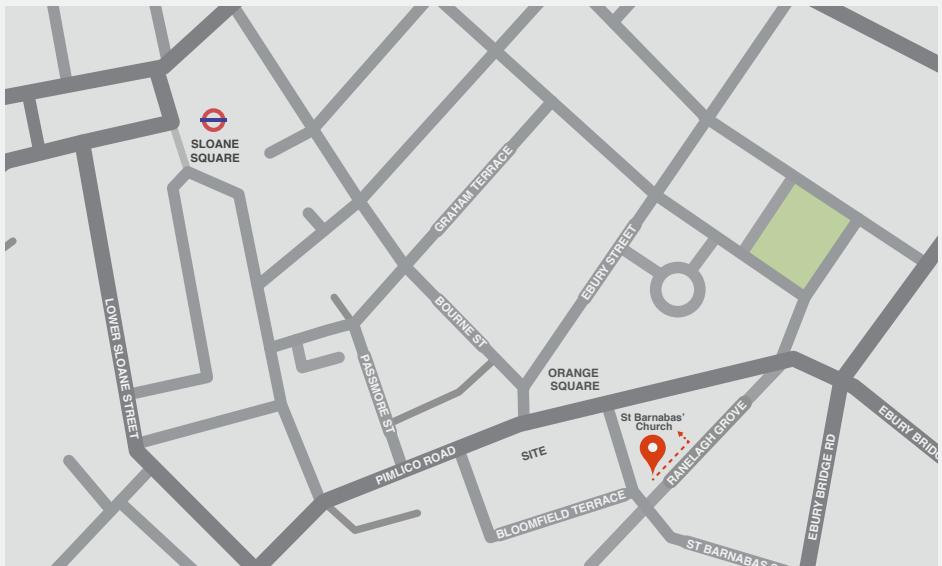 SLOANE
SQUARE
GRAHAM TERRACE
EBURY STREET
LOWER SLOANE STREET
BOURNE ST
PASSMORE ST
ORANGE
SQUARE
St Barnabas'
Church
RANELAGH GROVE
EBURY BRIDGE RD
EBURY
PIMLICO ROAD
SITE
BLOOMFIELD TERRACE
ST BARNABAS